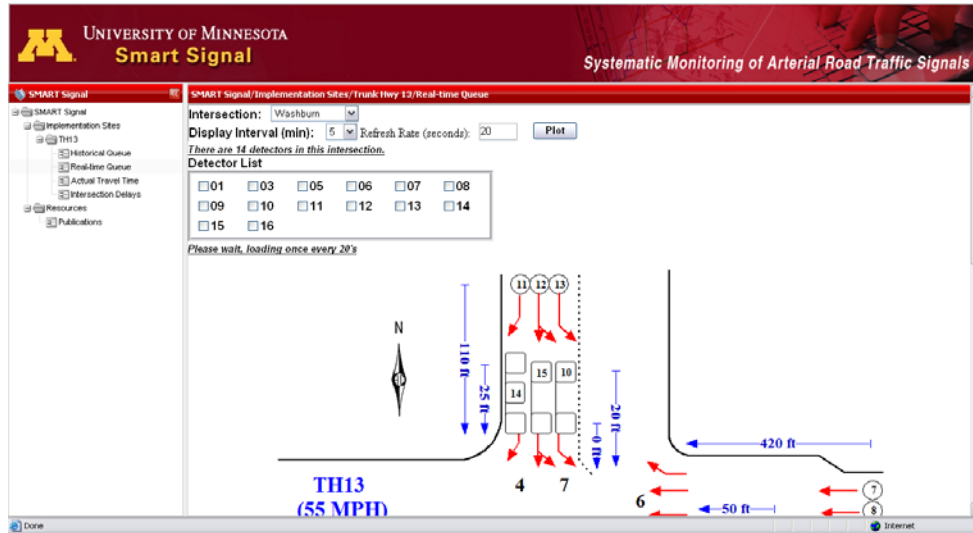 UNIVERSITY OF MINNESOTA
Smart Signal
Systematic Monitoring of Arterial Road Traffic Signals
SMART Signal
SMART Signal/Implementation Sites/Trunk Hwy 13/Real-time Queue
SMART Signal
Implementation Sites
TH13
Historical Queue
Real-time Queue
Actual Travel Time
Intersection Delays
Resources
Publications
Intersection: Washburn
Display Interval (min): 5 Refresh Rate (seconds): 20 Plot
There are 14 detectors in this intersection.
Detector List
01 03 05 06 07 08
09 10 11 12 13 14
15 16
Please wait, loading once every 20's
11 12 13
N
110 ft
25 ft
15 10
14
20 ft
0 ft
420 ft
TH13
(55 MPH)
4 7
6
50 ft
7
8
Done
Internet